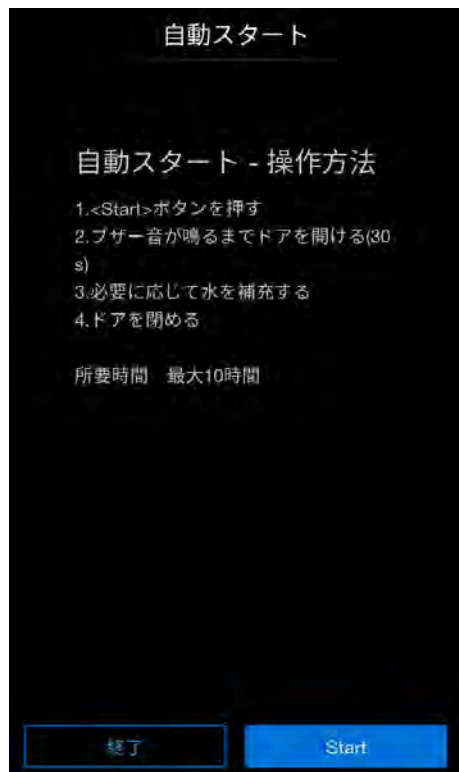 自動スタート
自動スタート - 操作方法
1.<Start>ボタンを押す
2.ブザー音が鳴るまでドアを開ける(30
s)
3.必要に応じて水を補充する
4.ドアを閉める
所要時間　最大10時間
終了
Start